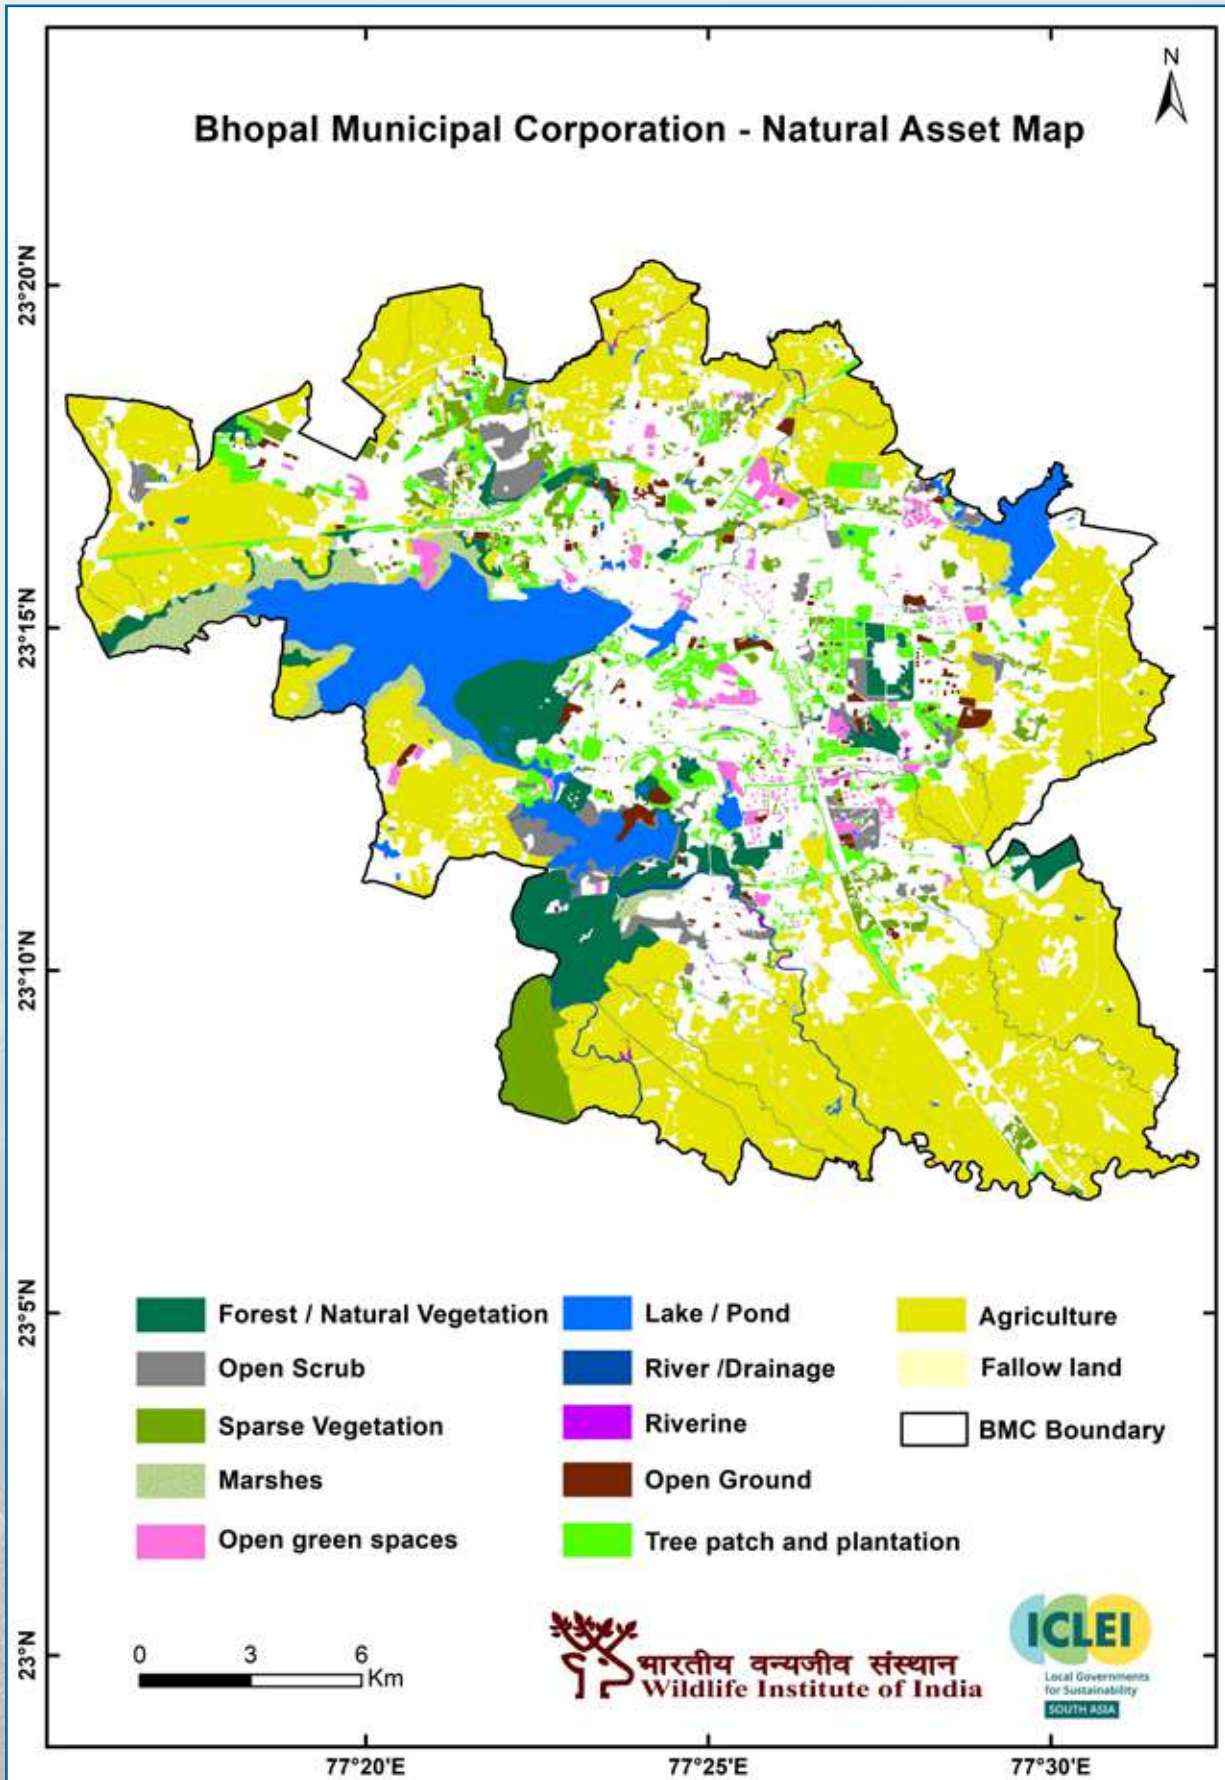 N
Bhopal Municipal Corporation - Natural Asset Map
23°20'N
23°15'N
23°10'N
23°5'N
23°N
Forest / Natural Vegetation
Open Scrub
Sparse Vegetation
Marshes
Open green spaces
Lake / Pond
River /Drainage
Riverine
Open Ground
Tree patch and plantation
Agriculture
Fallow land
BMC Boundary
0 3 6
Km
भारतीय वन्यजीव संस्थान
Wildlife Institute of India
ICLEI
Local Governments
for Sustainability
SOUTH ASIA
77°20'E 77°25'E 77°30'E